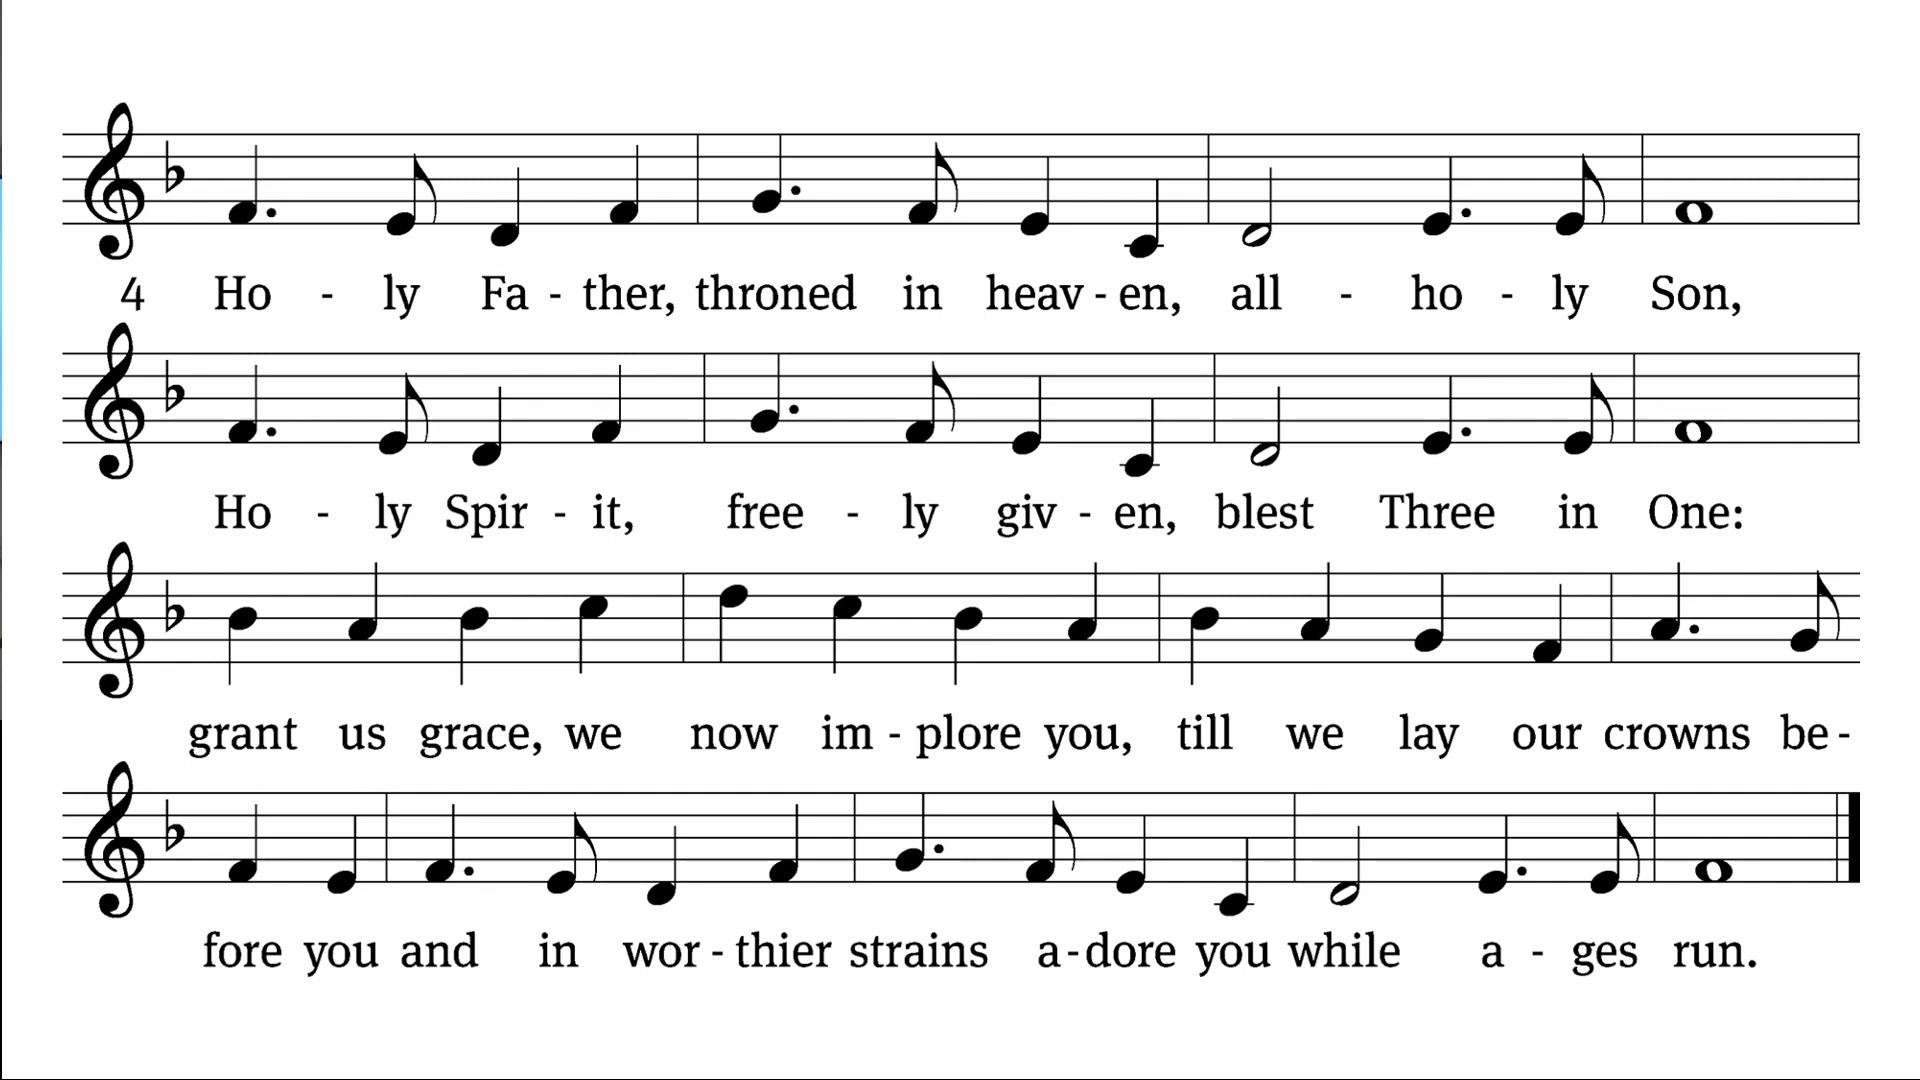 4 Ho - ly Fa - ther, throned in heav - en, all - ho - ly Son,
Ho - ly Spir - it, free - ly giv - en, blest Three in One:
grant us grace, we now im - plore you, till we lay our crowns be -
fore you and in wor - thier strains a - dore you while a - ges run.